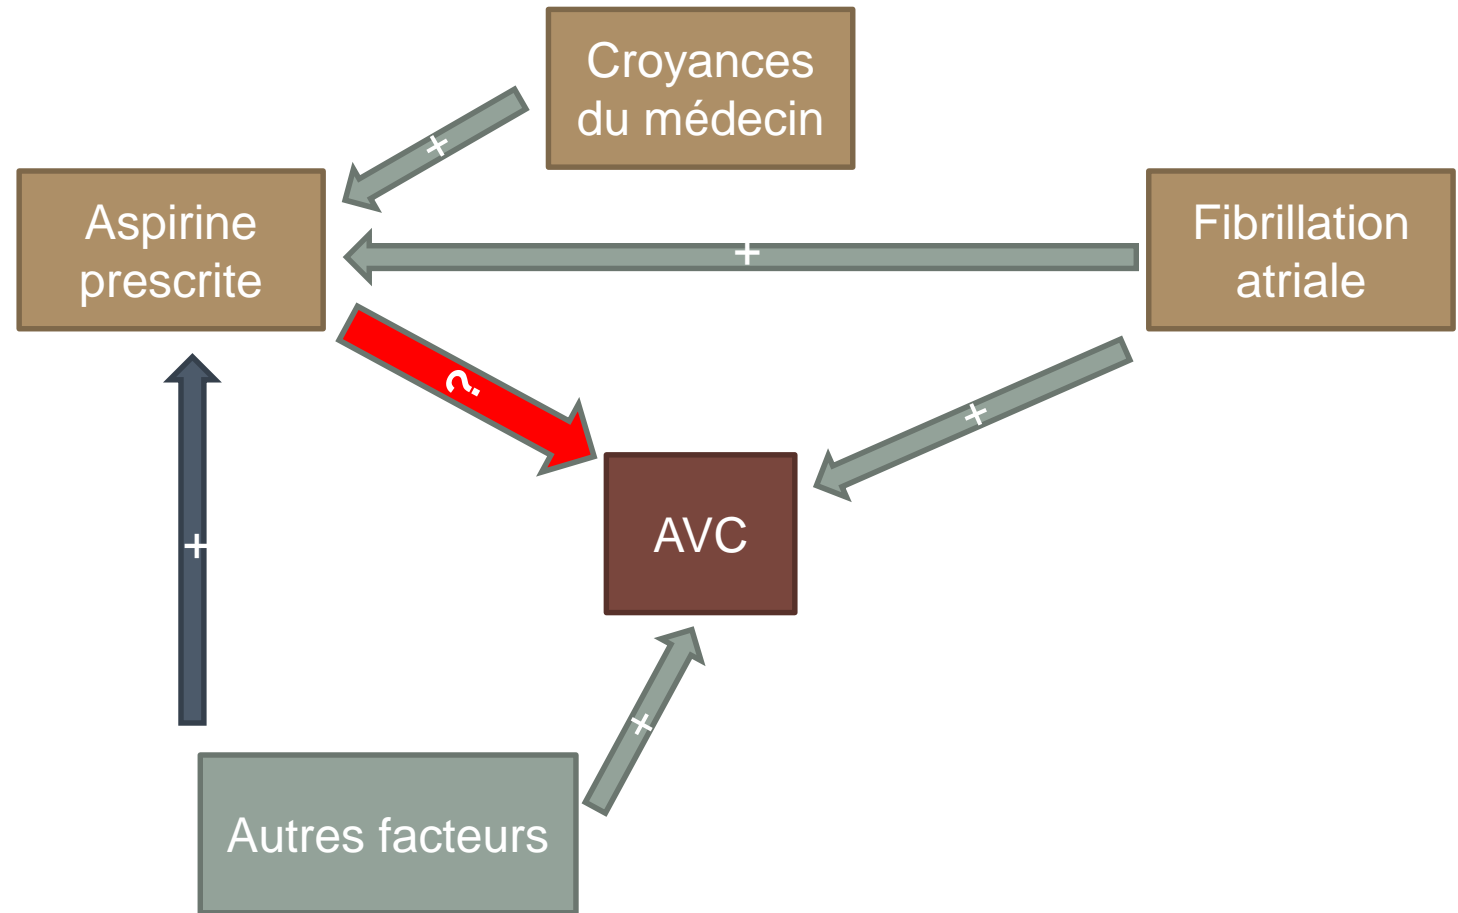 Croyances
du médecin
+
Aspirine
prescrite
+
Fibrillation
atriale
?
+
AVC
+
+
Autres facteurs